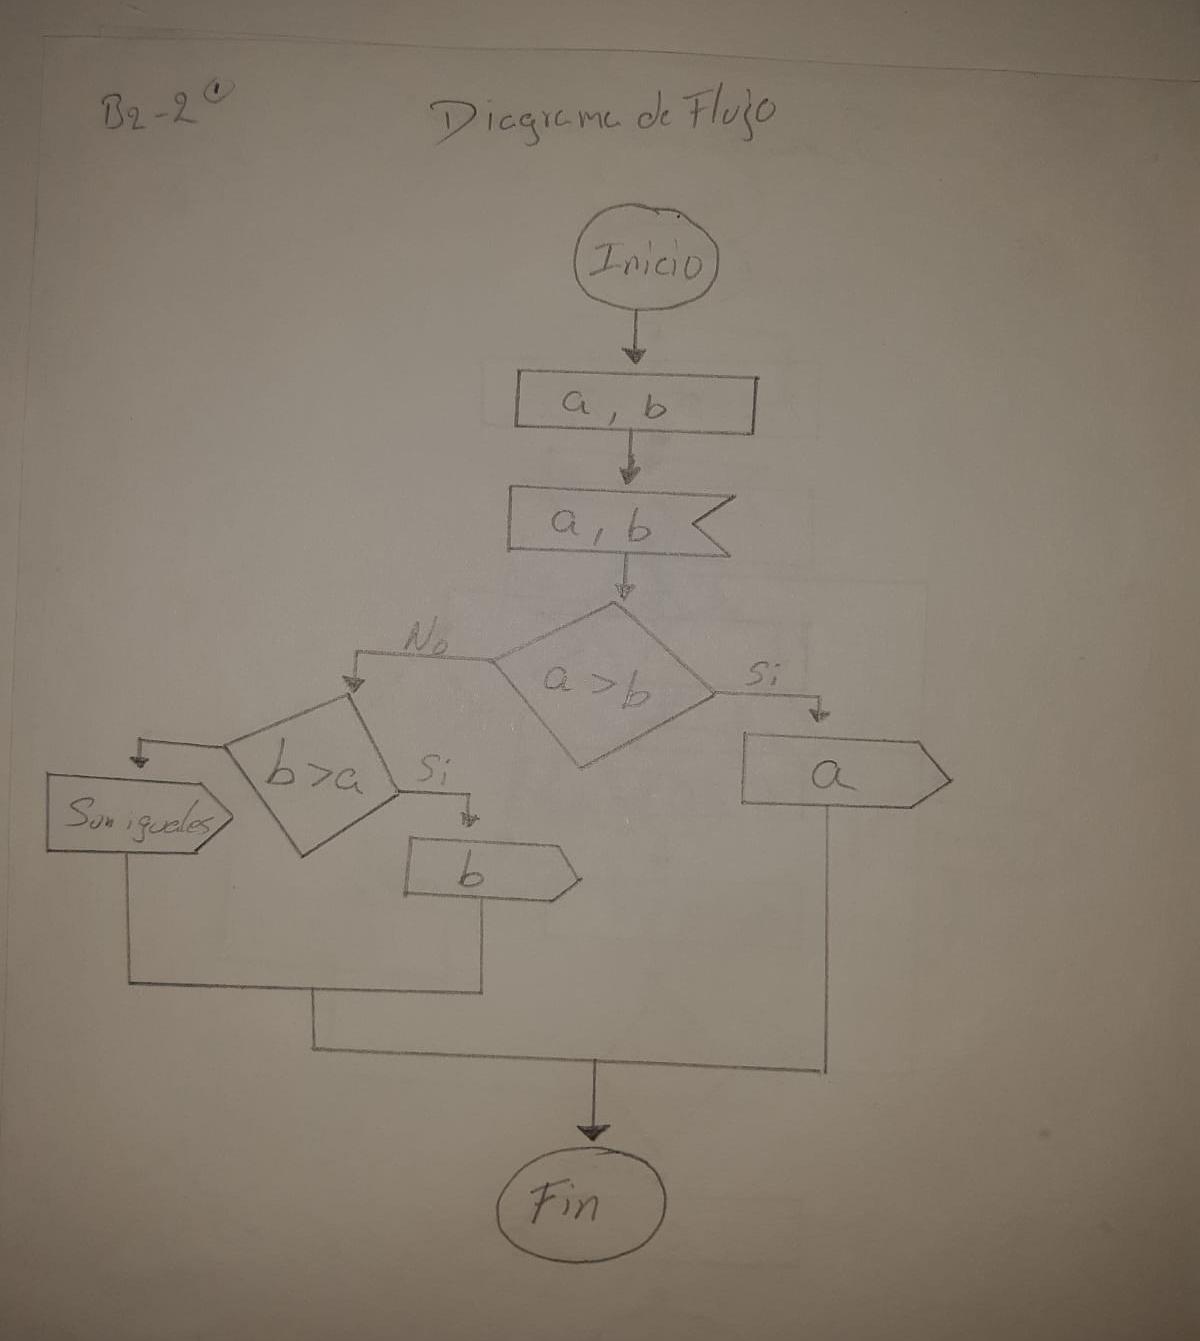 B2-2 ①
Diagrama de Flujo
Inicio
a, b
a, b
a > b
No
Si
b > a
Si
a
Son iguales
b
Fin